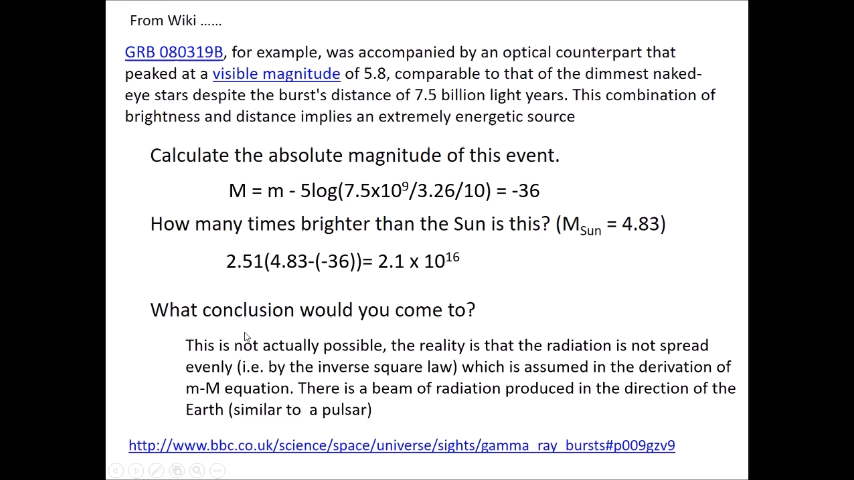 From Wiki ......
GRB 080319B, for example, was accompanied by an optical counterpart that
peaked at a visible magnitude of 5.8, comparable to that of the dimmest naked-
eye stars despite the burst's distance of 7.5 billion light years. This combination of
brightness and distance implies an extremely energetic source
Calculate the absolute magnitude of this event.
M = m - 5log(7.5x10⁹/3.26/10) = -36
How many times brighter than the Sun is this? (M_Sun = 4.83)
2.51(4.83-(-36))= 2.1 x 10¹⁶
What conclusion would you come to?
This is not actually possible, the reality is that the radiation is not spread
evenly (i.e. by the inverse square law) which is assumed in the derivation of
m-M equation. There is a beam of radiation produced in the direction of the
Earth (similar to a pulsar)
http://www.bbc.co.uk/science/space/universe/sights/gamma_ray_bursts#p009gzv9